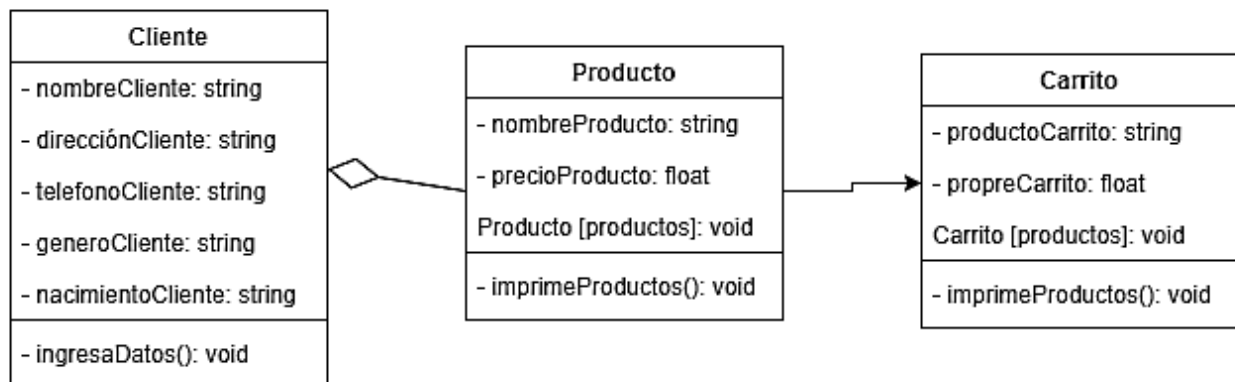 Cliente
- nombreCliente: string
- direcciónCliente: string
- telefonoCliente: string
- generoCliente: string
- nacimientoCliente: string
- ingresaDatos(): void
Producto
- nombreProducto: string
- precioProducto: float
Producto [productos]: void
- imprimeProductos(): void
Carrito
- productoCarrito: string
- propreCarrito: float
Carrito [productos]: void
- imprimeProductos(): void